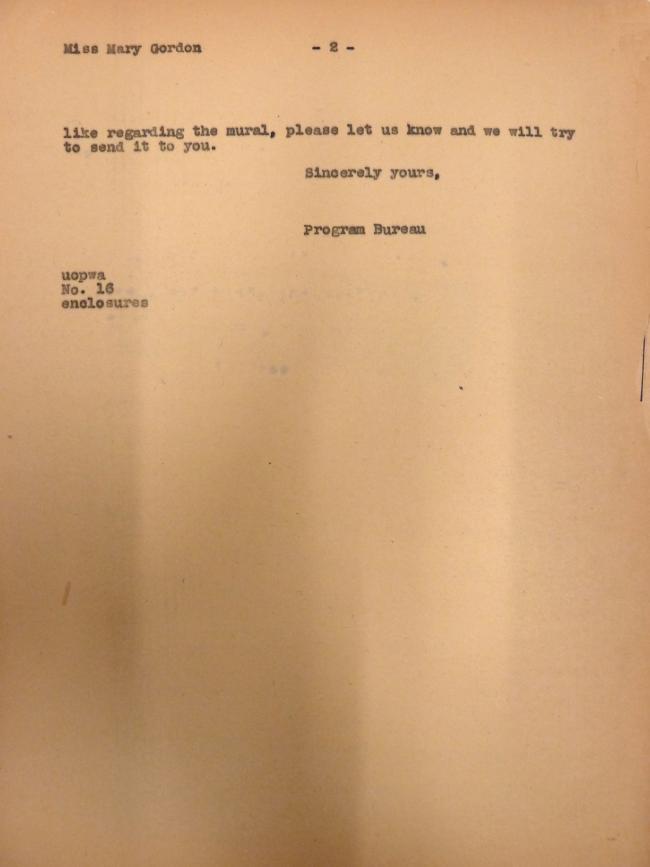 Miss Mary Gordon - 2 -
like regarding the mural, please let us know and we will try
to send it to you.
Sincerely yours,
Program Bureau
uopwa
No. 16
enclosures